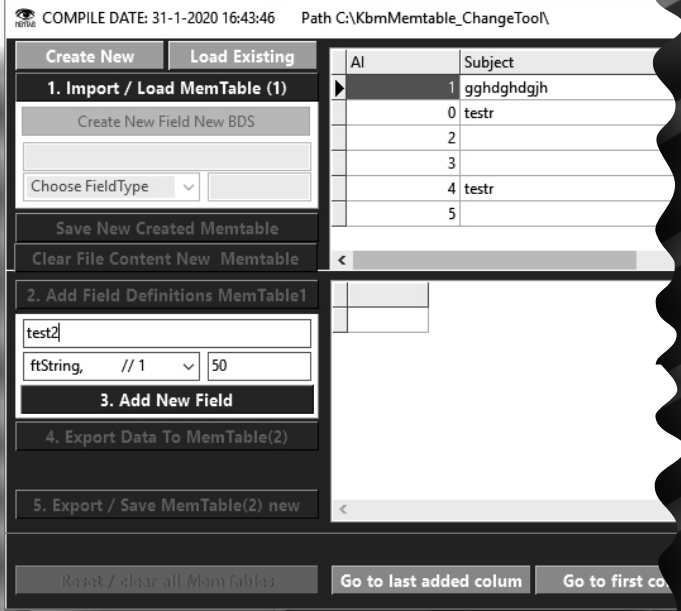 COMPILE DATE: 31-1-2020 16:43:46 Path C:\KbmMemtable_ChangeTool\
Create New Load Existing
1. Import / Load MemTable (1)
Create New Field New BDS
Choose FieldType
Save New Created Memtable
Clear File Content New Memtable
AI Subject
1 gghdghdgjh
0 testr
2
3
4 testr
5
2. Add Field Definitions MemTable1
test2
ftString, // 1 50
3. Add New Field
4. Export Data To MemTable(2)
5. Export / Save MemTable(2) new
Reset / clear all MemTables
Go to last added colum Go to first co